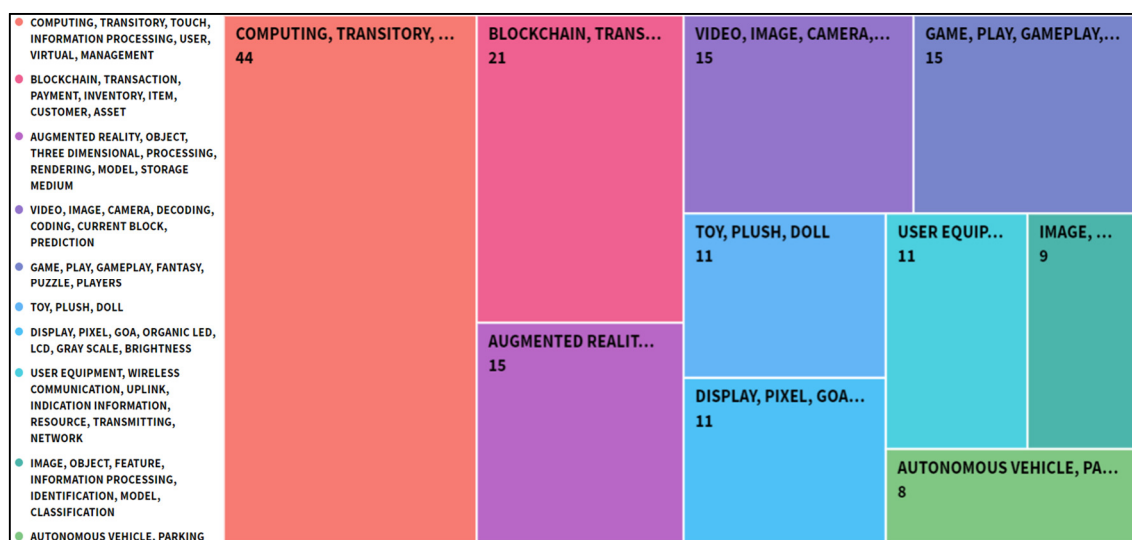 COMPUTING, TRANSITORY, TOUCH,
INFORMATION PROCESSING, USER,
VIRTUAL, MANAGEMENT
BLOCKCHAIN, TRANSACTION,
PAYMENT, INVENTORY, ITEM,
CUSTOMER, ASSET
AUGMENTED REALITY, OBJECT,
THREE DIMENSIONAL, PROCESSING,
RENDERING, MODEL, STORAGE
MEDIUM
VIDEO, IMAGE, CAMERA, DECODING,
CODING, CURRENT BLOCK,
PREDICTION
GAME, PLAY, GAMEPLAY, FANTASY,
PUZZLE, PLAYERS
TOY, PLUSH, DOLL
DISPLAY, PIXEL, GOA, ORGANIC LED,
LCD, GRAY SCALE, BRIGHTNESS
USER EQUIPMENT, WIRELESS
COMMUNICATION, UPLINK,
INDICATION INFORMATION,
RESOURCE, TRANSMITTING,
NETWORK
IMAGE, OBJECT, FEATURE,
INFORMATION PROCESSING,
IDENTIFICATION, MODEL,
CLASSIFICATION
AUTONOMOUS VEHICLE, PARKING
COMPUTING, TRANSITORY, ...
44
BLOCKCHAIN, TRANS...
21
AUGMENTED REALIT...
15
VIDEO, IMAGE, CAMERA,...
15
GAME, PLAY, GAMEPLAY,...
15
TOY, PLUSH, DOLL
11
DISPLAY, PIXEL, GOA...
11
USER EQUIP...
11
IMAGE, ...
9
AUTONOMOUS VEHICLE, PA...
8